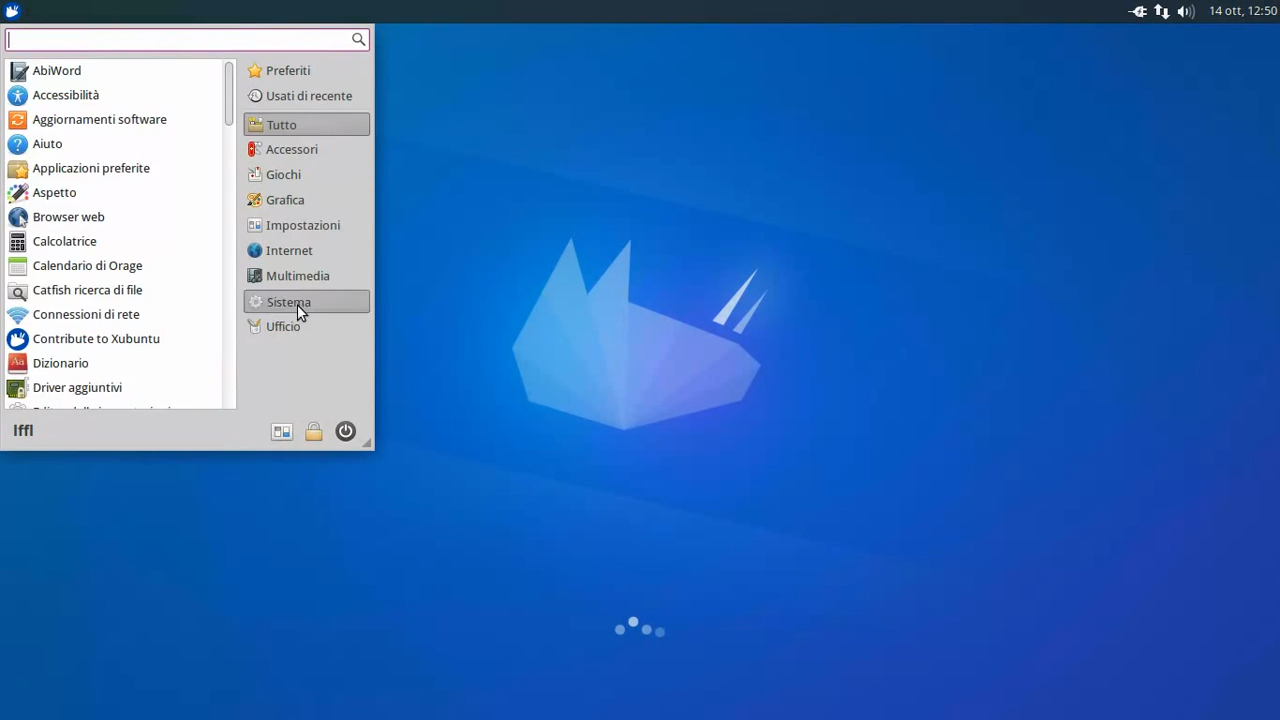 14 ott, 12:50
AbiWord
Accessibilità
Aggiornamenti software
Aiuto
Applicazioni preferite
Aspetto
Browser web
Calcolatrice
Calendario di Orage
Catfish ricerca di file
Connessioni di rete
Contribute to Xubuntu
Dizionario
Driver aggiuntivi
Preferiti
Usati di recente
Tutto
Accessori
Giochi
Grafica
Impostazioni
Internet
Multimedia
Sistema
Ufficio
lffl